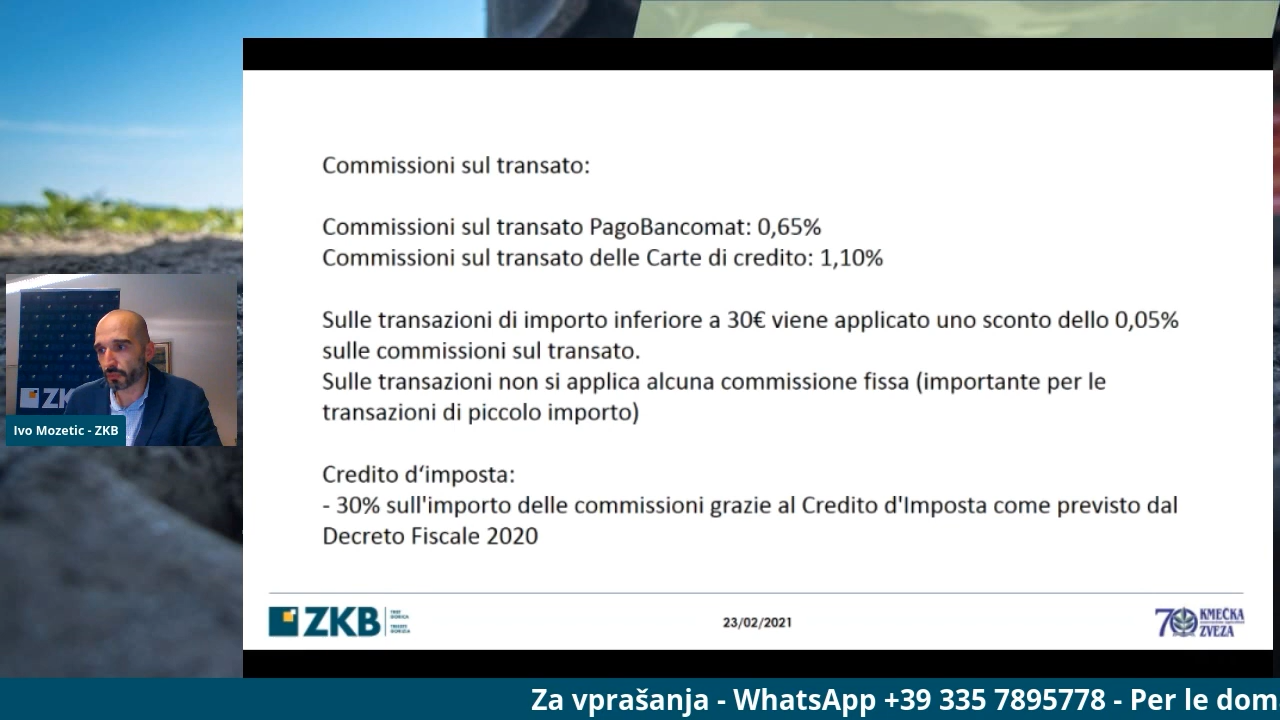 Commissioni sul transato:
Commissioni sul transato PagoBancomat: 0,65%
Commissioni sul transato delle Carte di credito: 1,10%
Sulle transazioni di importo inferiore a 30€ viene applicato uno sconto dello 0,05%
sulle commissioni sul transato.
Sulle transazioni non si applica alcuna commissione fissa (importante per le
transazioni di piccolo importo)
Credito d‘imposta:
- 30% sull'importo delle commissioni grazie al Credito d'Imposta come previsto dal
Decreto Fiscale 2020
ZK
Ivo Mozetic - ZKB
ZKB
23/02/2021
70 KMEČKA
ZVEZA
Za vprašanja - WhatsApp +39 335 7895778 - Per le dom